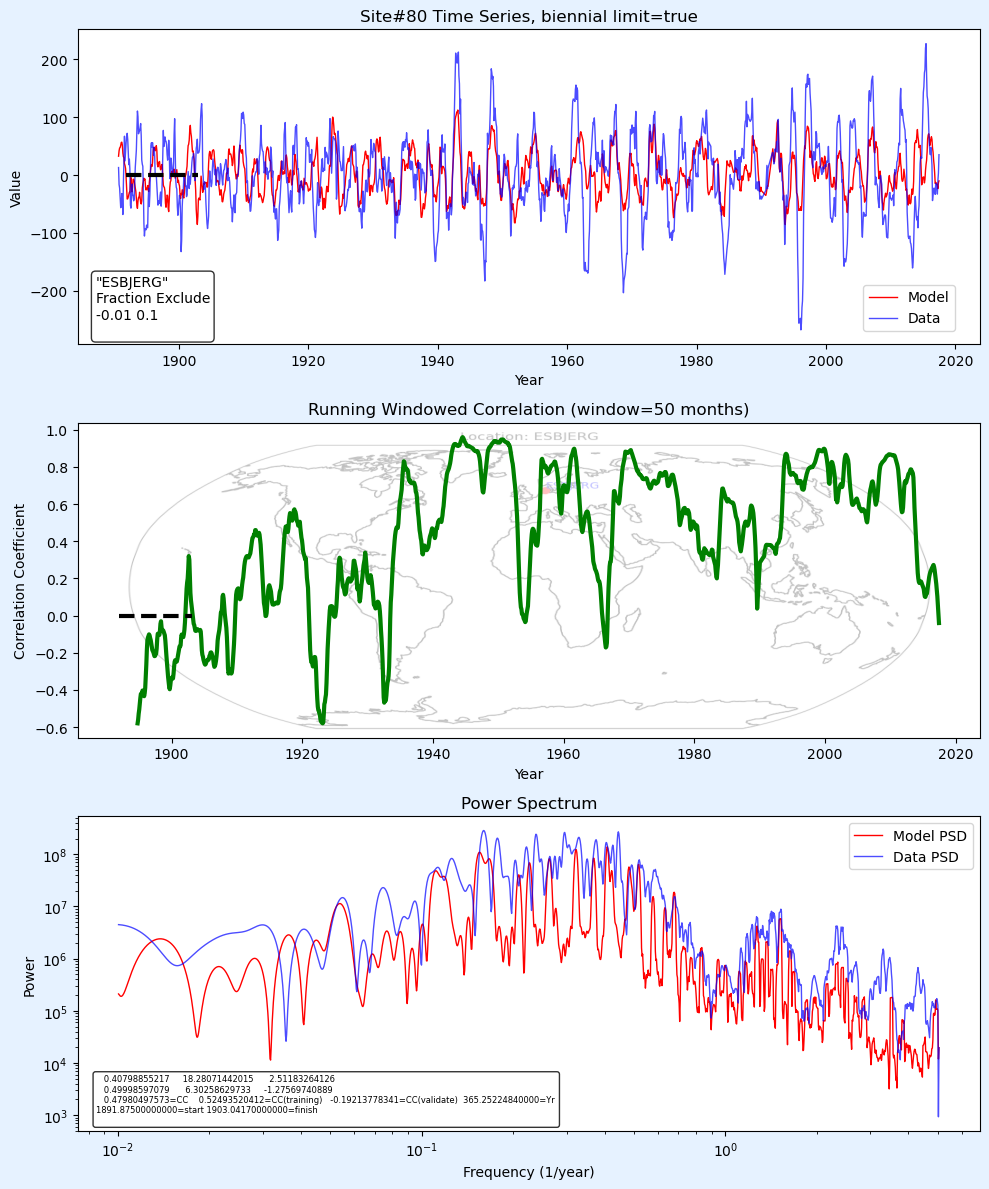 Site#80 Time Series, biennial limit=true
200
100
0
−100
−200
Value
"ESBJERG"
Fraction Exclude
-0.01 0.1
Model
Data
1900
1920
1940
1960
1980
2000
2020
Year
Running Windowed Correlation (window=50 months)
1.0
0.8
0.6
0.4
0.2
0.0
−0.2
−0.4
−0.6
Correlation Coefficient
Location: ESBJERG
ESBJERG
1900
1920
1940
1960
1980
2000
2020
Year
Power Spectrum
10⁸
10⁷
10⁶
10⁵
10⁴
10³
Power
Model PSD
Data PSD
0.40798855217 18.28071442015 2.51183264126
0.49998597079 6.30258629733 -1.27569740889
0.47980497573=CC 0.52493520412=CC(training) -0.19213778341=CC(validate) 365.25224840000=Yr
1891.87500000000=start 1903.04170000000=finish
10⁻²
10⁻¹
10⁰
Frequency (1/year)